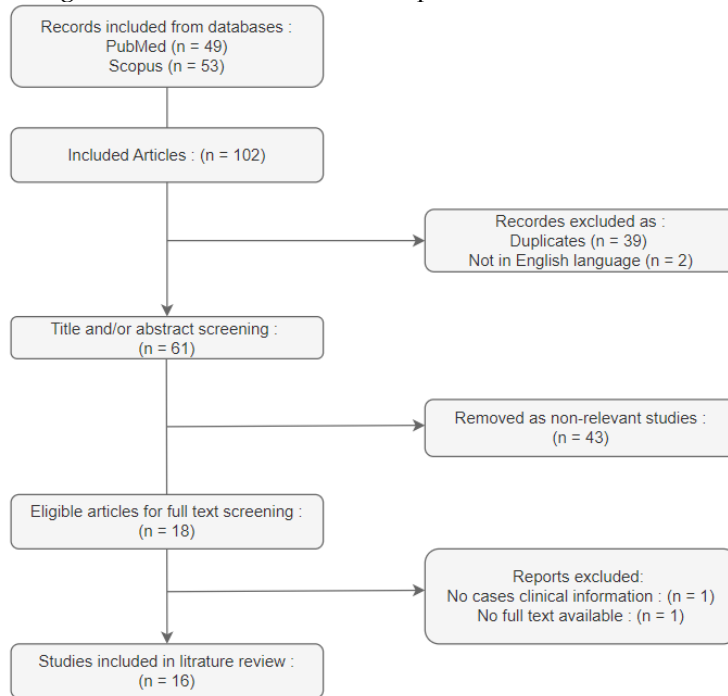 Records included from databases :
PubMed (n = 49)
Scopus (n = 53)
Included Articles : (n = 102)
Recordes excluded as :
Duplicates (n = 39)
Not in English language (n = 2)
Title and/or abstract screening :
(n = 61)
Removed as non-relevant studies :
(n = 43)
Eligible articles for full text screening :
(n = 18)
Reports excluded:
No cases clinical information : (n = 1)
No full text available : (n = 1)
Studies included in litrature review :
(n = 16)